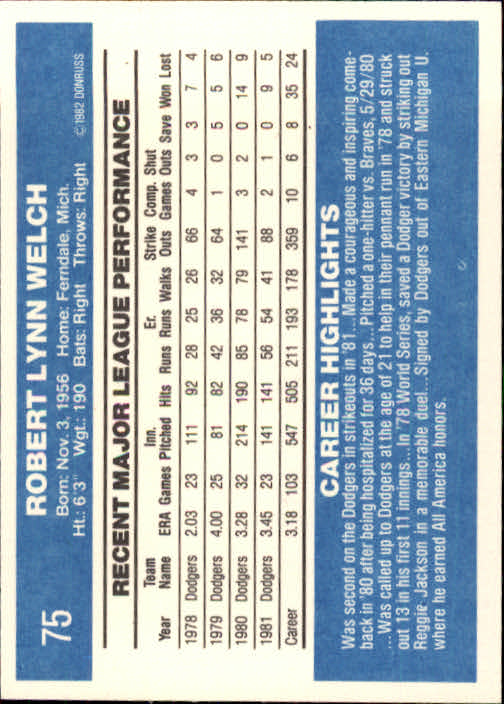 75
ROBERT LYNN WELCH
Born: Nov. 3, 1956 Home: Ferndale, Mich.
Ht.: 6'3" Wgt.: 190 Bats: Right Throws: Right
©1982 DONRUSS
RECENT MAJOR LEAGUE PERFORMANCE
Team Inn. Er. Strike Comp. Shut
Year Name ERA Games Pitched Hits Runs Runs Walks Outs Games Outs Save Won Lost
1978 Dodgers 2.03 23 111 92 28 25 26 66 4 3 3 7 4
1979 Dodgers 4.00 25 81 82 42 36 32 64 1 0 5 5 6
1980 Dodgers 3.28 32 214 190 85 78 79 141 3 2 0 14 9
1981 Dodgers 3.45 23 141 141 56 54 41 88 2 1 0 9 5
Career 3.18 103 547 505 211 193 178 359 10 6 8 35 24
CAREER HIGHLIGHTS
Was second on the Dodgers in strikeouts in '81...Made a courageous and inspiring come-
back in '80 after being hospitalized for 36 days...Pitched a one-hitter vs. Braves, 5/29/80
...Was called up to Dodgers at the age of 21 to help in their pennant run in '78 and struck
out 13 in his first 11 innings...In '78 World Series, saved a Dodger victory by striking out
Reggie Jackson in a memorable duel...Signed by Dodgers out of Eastern Michigan U.
where he earned All America honors.